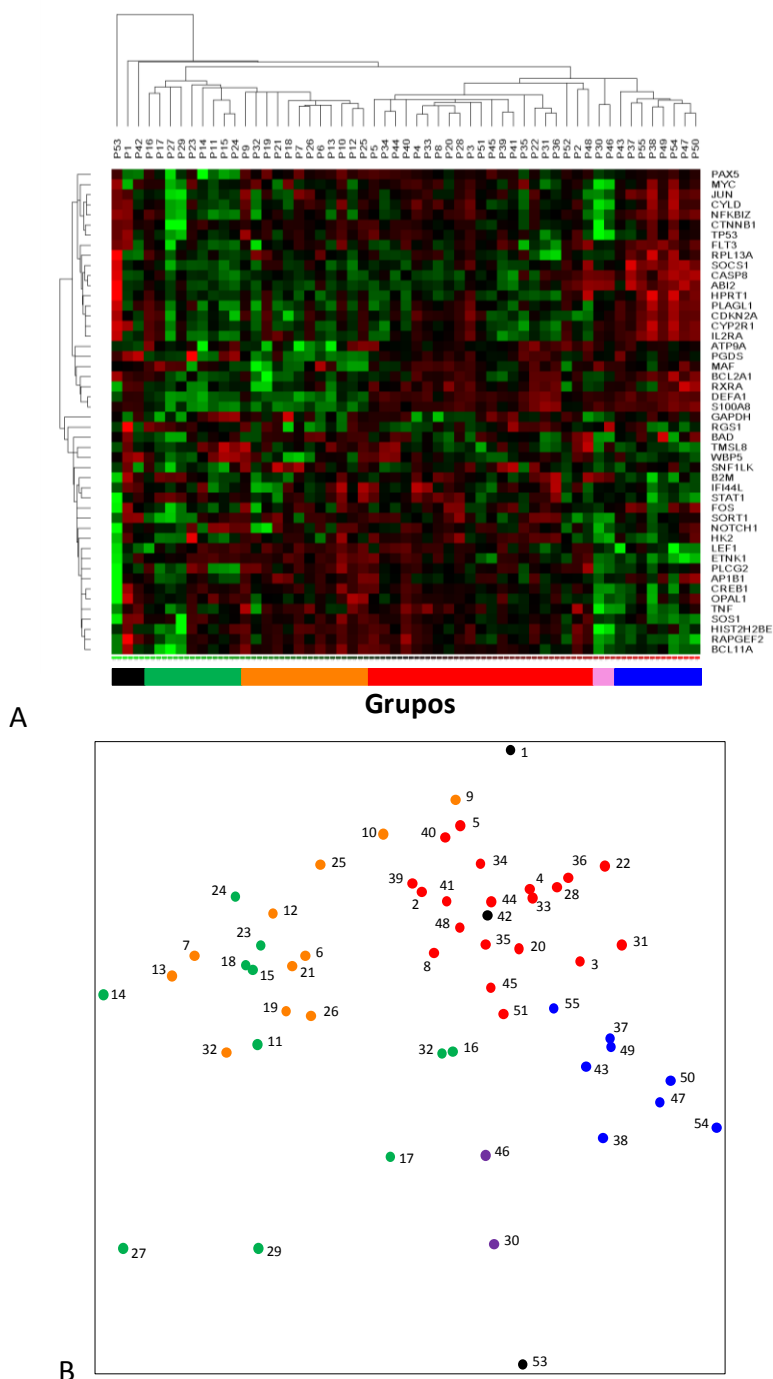 P53 P1 P42 P16 P17 P27 P29 P23 P14 P11 P15 P24 P9 P32 P19 P21 P18 P7 P26 P6 P13 P10 P12 P25 P5 P34 P44 P40 P4 P33 P8 P20 P28 P3 P51 P45 P39 P41 P35 P22 P31 P36 P52 P2 P48 P30 P46 P43 P37 P55 P38 P49 P54 P47 P50
PAX5
MYC
JUN
CYLD
NFKBIZ
CTNNB1
TP53
FLT3
RPL13A
SOCS1
CASP8
ABI2
HPRT1
PLAGL1
CDKN2A
CYP2R1
IL2RA
ATP9A
PGDS
MAF
BCL2A1
RXRA
DEFA1
S100A8
GAPDH
RGS1
BAD
TMSL8
WBP5
SNF1LK
B2M
IFI44L
STAT1
FOS
SORT1
NOTCH1
HK2
LEF1
ETNK1
PLCG2
AP1B1
CREB1
OPAL1
TNF
SOS1
HIST2H2BE
RAPGEF2
BCL11A
Grupos
A
1
9
5
10
40
34
36
22
25
39
4
28
24
2
41
44
33
12
42
48
23
35
20
31
7
6
8
3
18
15
21
13
14
45
19
26
51
55
11
37
32
32
16
49
43
50
47
54
38
17
46
27
29
30
53
B